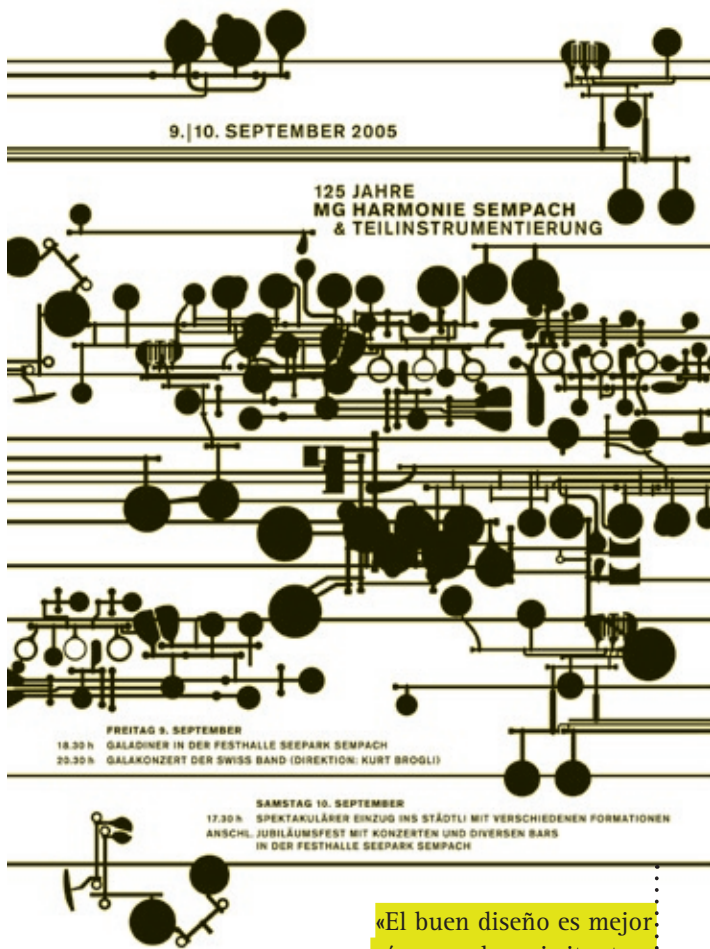 9.|10. SEPTEMBER 2005
125 JAHRE
MG HARMONIE SEMPACH
& TEILINSTRUMENTIERUNG
FREITAG 9. SEPTEMBER
18.30 h GALADINER IN DER FESTHALLE SEEPARK SEMPACH
20.30 h GALAKONZERT DER SWISS BAND (DIREKTION: KURT BROGLI)
SAMSTAG 10. SEPTEMBER
17.30 h SPEKTAKULÄRER EINZUG INS STÄDTLI MIT VERSCHIEDENEN FORMATIONEN
ANSCHL. JUBILÄUMSFEST MIT KONZERTEN UND DIVERSEN BARS
IN DER FESTHALLE SEEPARK SEMPACH
«El buen diseño es mejor